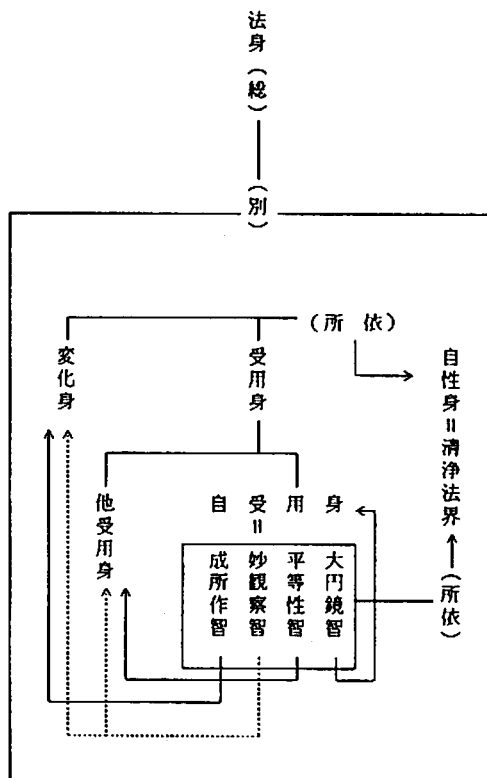 法身（総）
（別）
（所依）
自性身＝清浄法界
（所依）
受用身
変化身
自受用身
＝
大円鏡智
平等性智
妙観察智
成所作智
他受用身